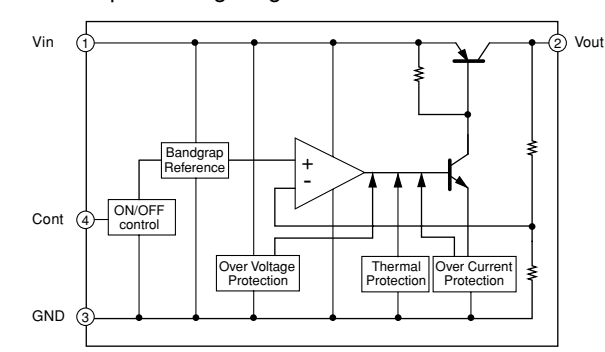 Vin
1
2
Vout
Bandgrap
Reference
+
-
ON/OFF
control
Cont
4
Over Voltage
Protection
Thermal
Protection
Over Current
Protection
GND
3